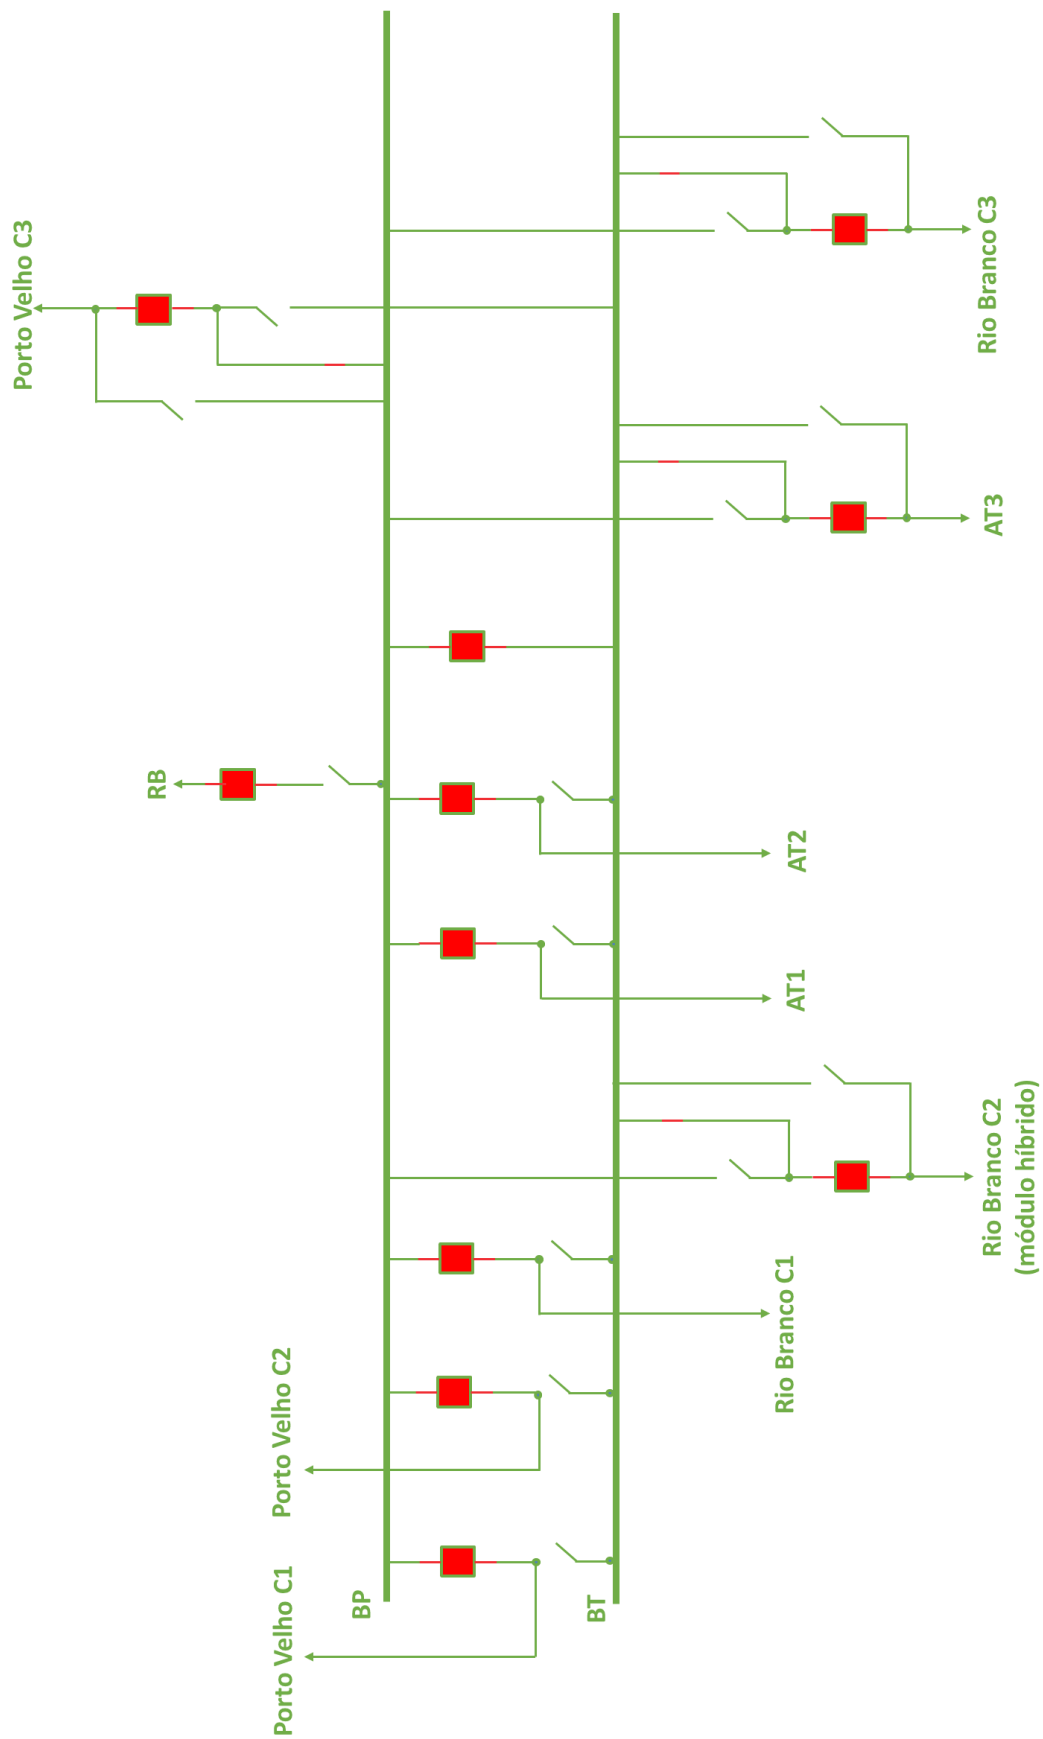 Porto Velho C3
Rio Branco C3
AT3
RB
AT2
AT1
Rio Branco C2
(módulo híbrido)
Rio Branco C1
Porto Velho C2
Porto Velho C1
BP
BT